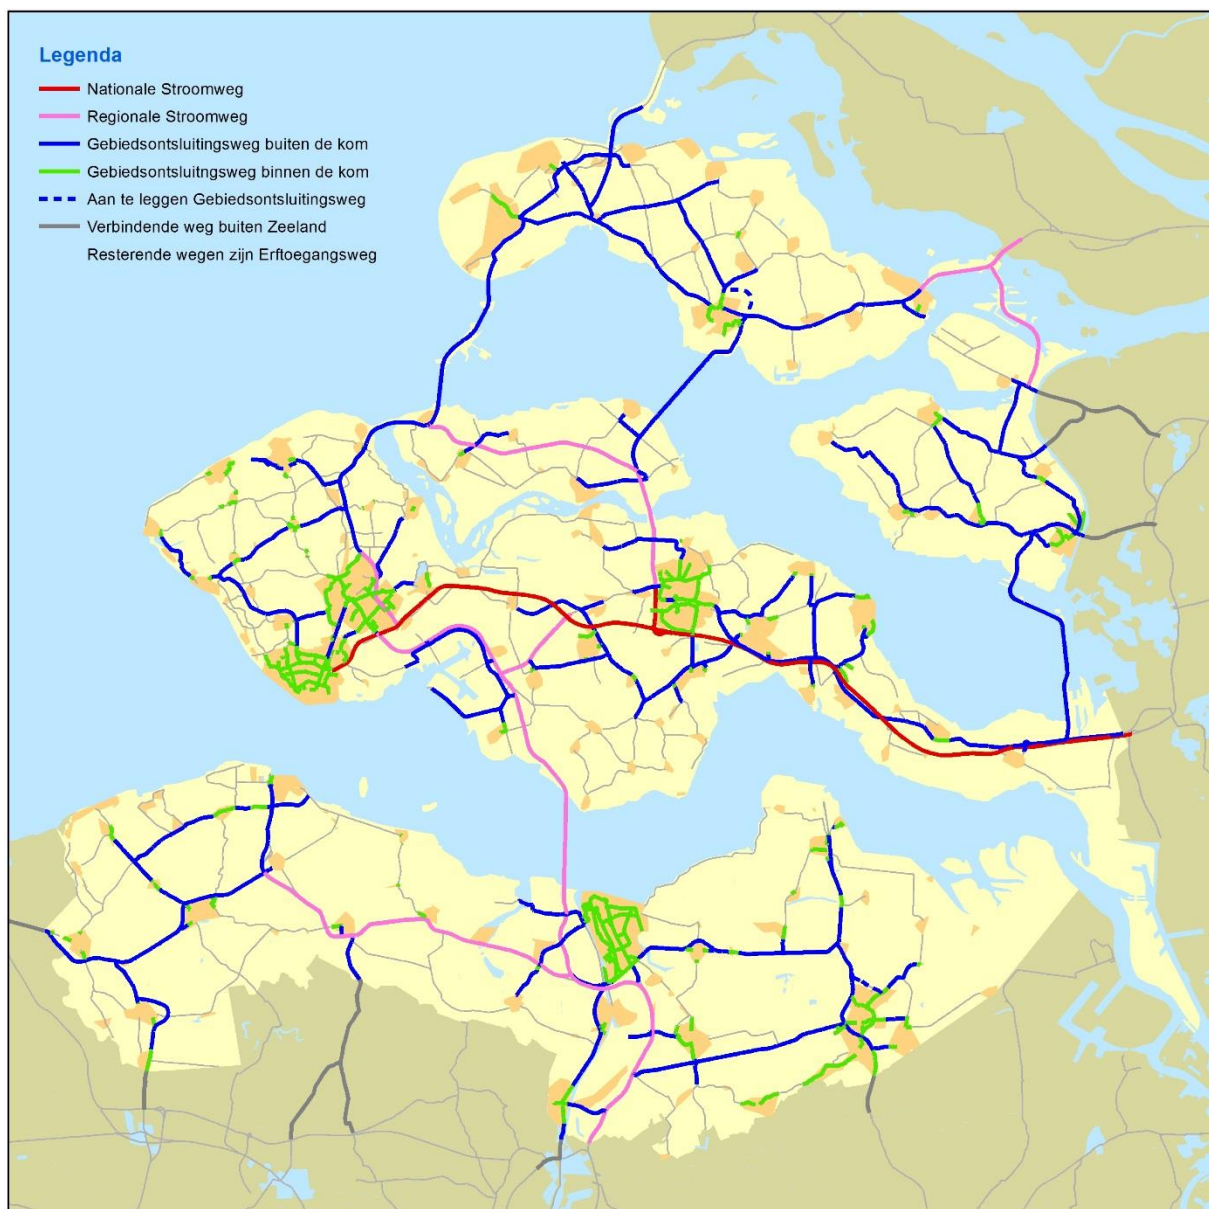 Legenda
Nationale Stroomweg
Regionale Stroomweg
Gebiedsontsluitingsweg buiten de kom
Gebiedsontsluitngsweg binnen de kom
Aan te leggen Gebiedsontsluitingsweg
Verbindende weg buiten Zeeland
Resterende wegen zijn Erftoegangsweg